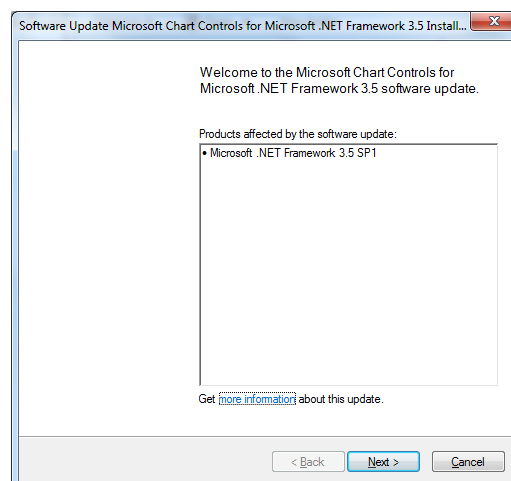 Software Update Microsoft Chart Controls for Microsoft .NET Framework 3.5 Install...
Welcome to the Microsoft Chart Controls for
Microsoft .NET Framework 3.5 software update.
Products affected by the software update:
• Microsoft .NET Framework 3.5 SP1
Get more information about this update.
< Back Next > Cancel